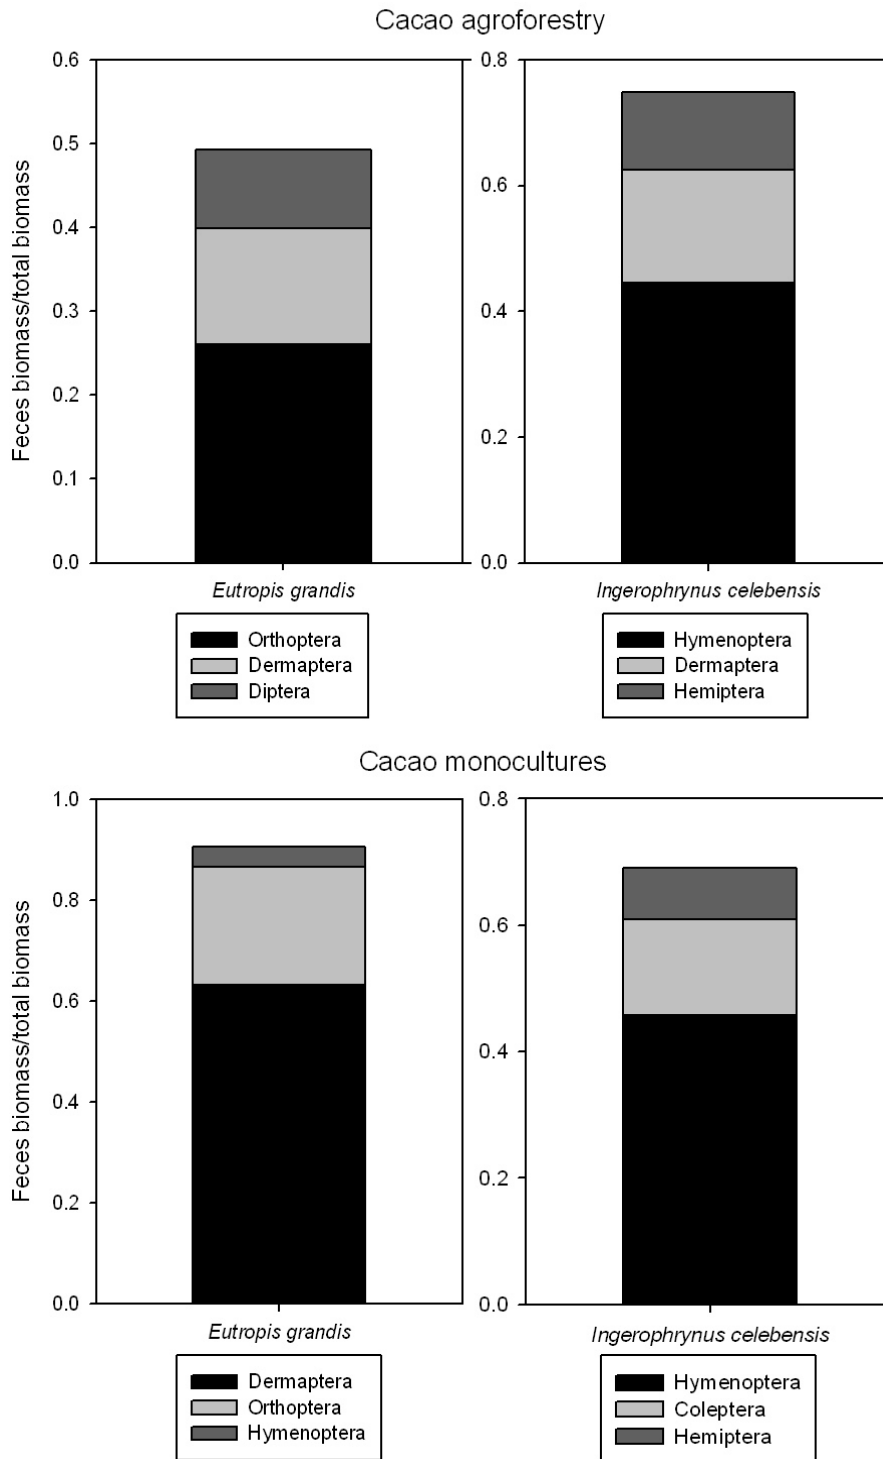 Cacao agroforestry
Feces biomass/total biomass
0.6
0.5
0.4
0.3
0.2
0.1
0.0
Eutropis grandis
Orthoptera
Dermaptera
Diptera
0.8
0.6
0.4
0.2
0.0
Ingerophrynus celebensis
Hymenoptera
Dermaptera
Hemiptera
Cacao monocultures
Feces biomass/total biomass
1.0
0.8
0.6
0.4
0.2
0.0
Eutropis grandis
Dermaptera
Orthoptera
Hymenoptera
0.8
0.6
0.4
0.2
0.0
Ingerophrynus celebensis
Hymenoptera
Coleptera
Hemiptera